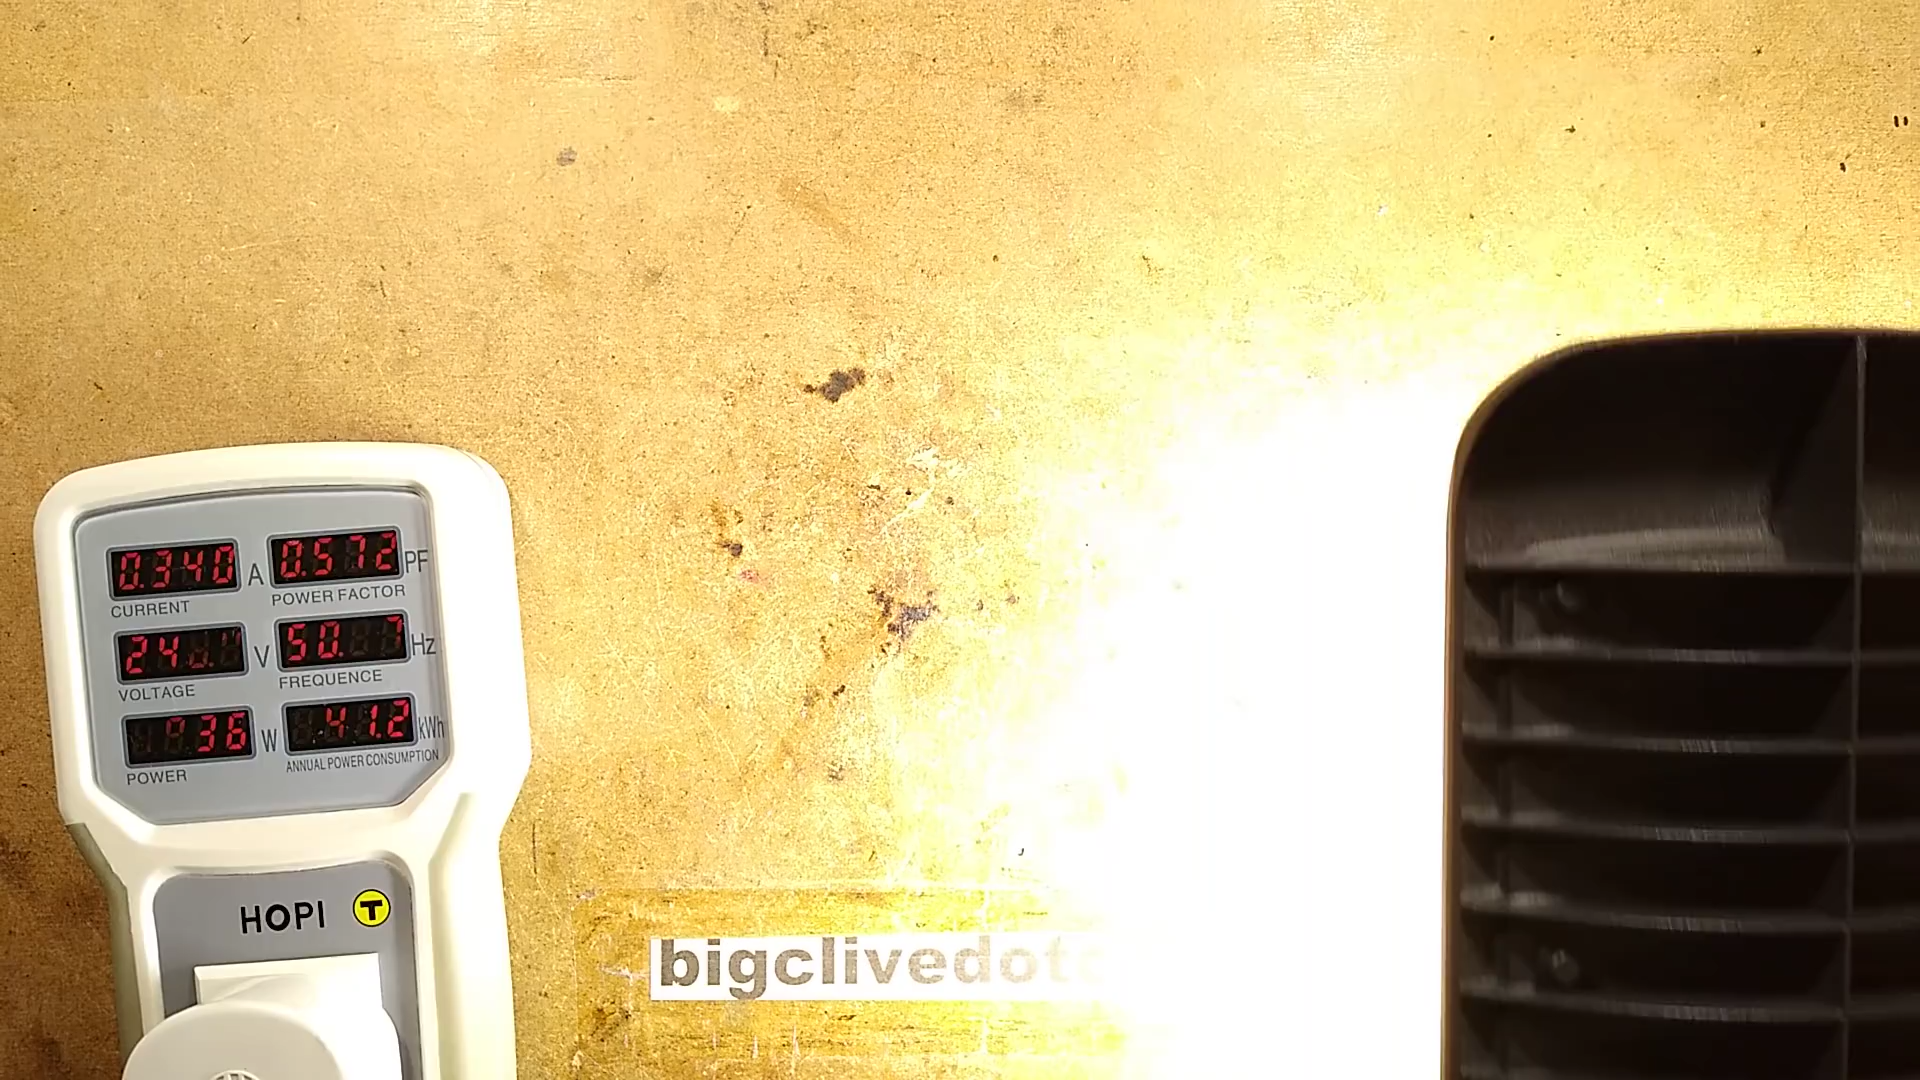 0.340 A 0.572 PF
CURRENT POWER FACTOR
V Hz
VOLTAGE FREQUENCE
36 W 41.2 kWh
POWER ANNUAL POWER CONSUMPTION
HOPI T
bigclivedot